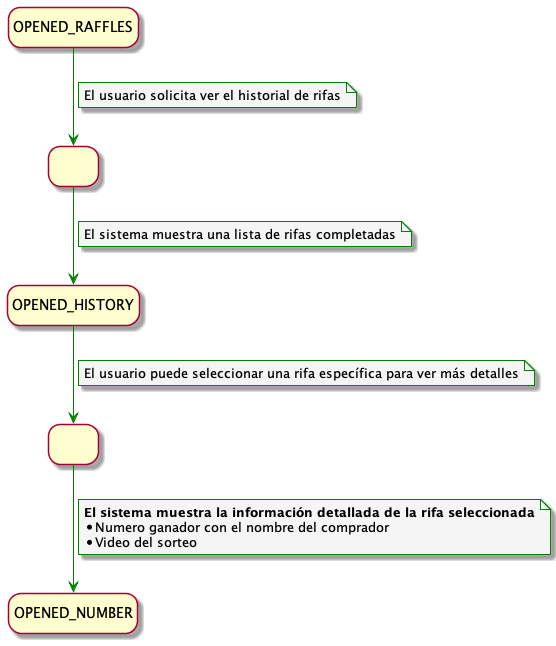 OPENED_RAFFLES
El usuario solicita ver el historial de rifas
El sistema muestra una lista de rifas completadas
OPENED_HISTORY
El usuario puede seleccionar una rifa específica para ver más detalles
El sistema muestra la información detallada de la rifa seleccionada
• Numero ganador con el nombre del comprador
• Video del sorteo
OPENED_NUMBER